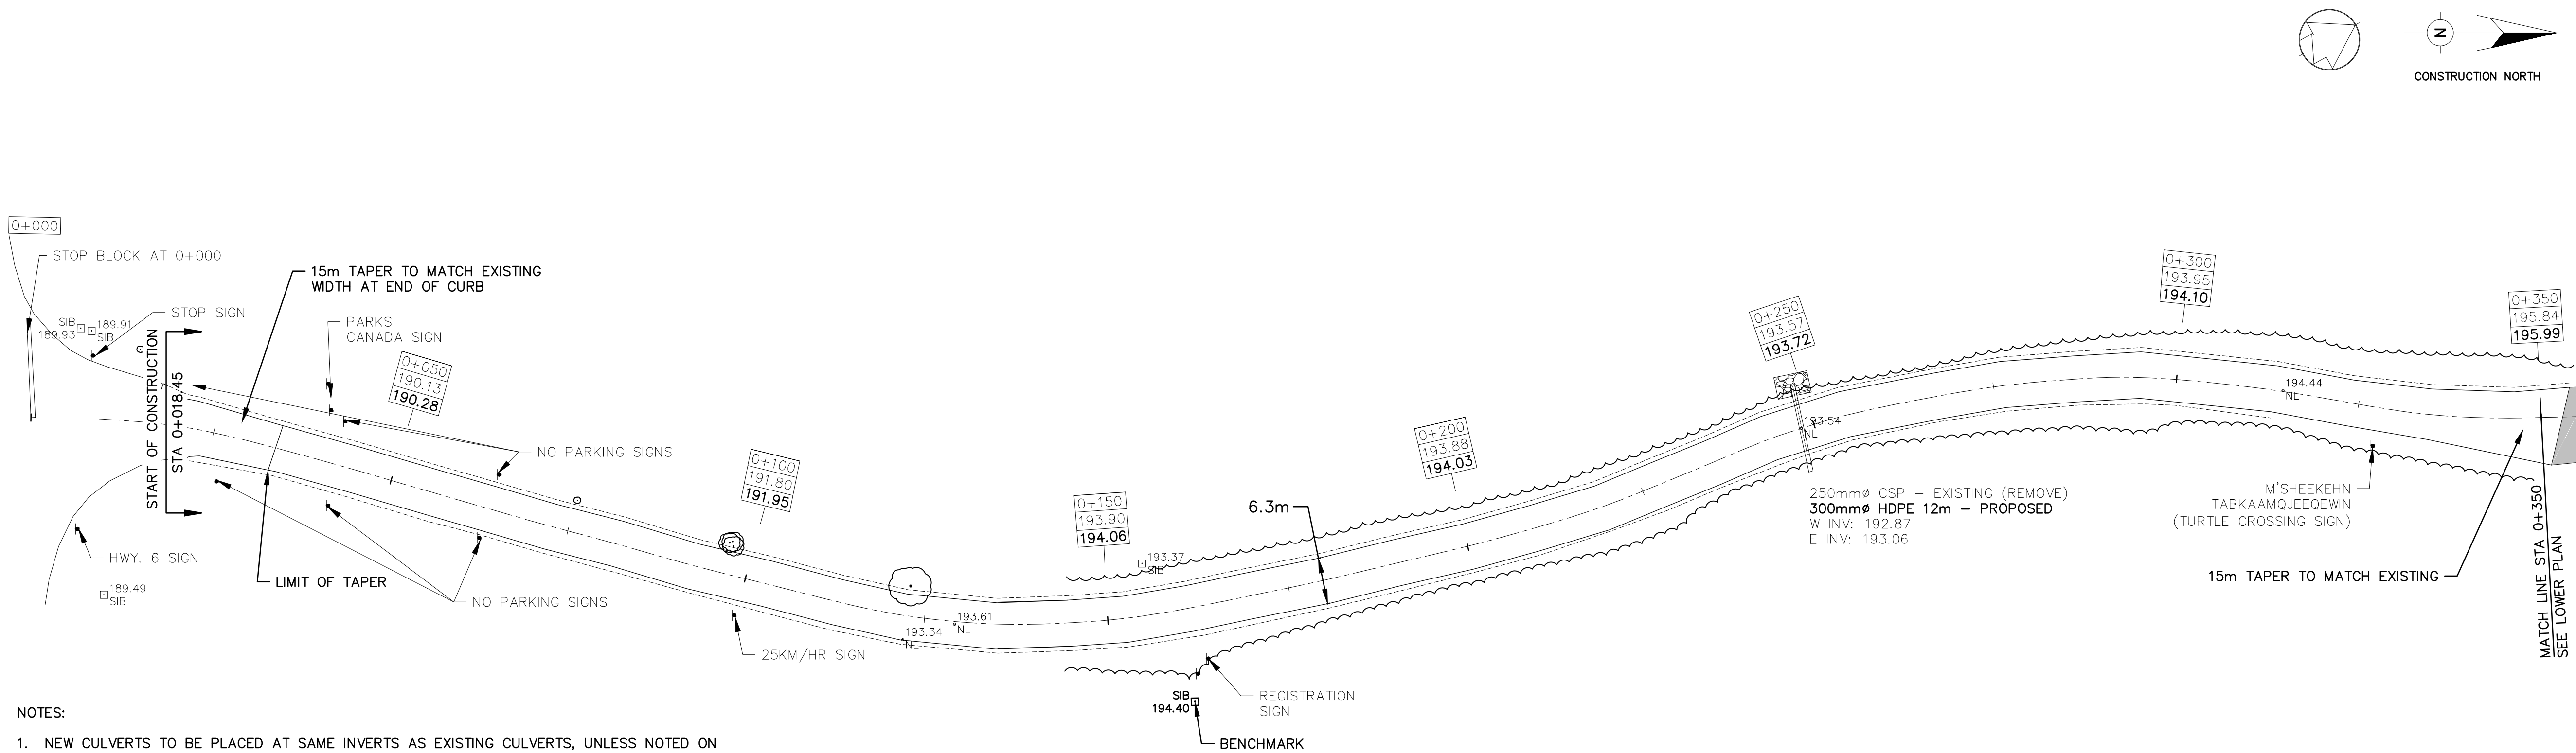 N
CONSTRUCTION NORTH
0+000
STOP BLOCK AT 0+000
SIB
189.93
189.91
SIB
STOP SIGN
START OF CONSTRUCTION
STA 0+018.45
15m TAPER TO MATCH EXISTING
WIDTH AT END OF CURB
PARKS
CANADA SIGN
0+050
190.13
190.28
NO PARKING SIGNS
HWY. 6 SIGN
189.49
SIB
LIMIT OF TAPER
NO PARKING SIGNS
0+100
191.80
191.95
25KM/HR SIGN
193.34
NL
193.61
NL
0+150
193.90
194.06
193.37
SIB
REGISTRATION
SIGN
SIB
194.40
BENCHMARK
6.3m
0+200
193.88
194.03
0+250
193.57
193.72
193.54
NL
250mmø CSP – EXISTING (REMOVE)
300mmø HDPE 12m – PROPOSED
W INV: 192.87
E INV: 193.06
0+300
193.95
194.10
194.44
NL
M'SHEEKEHN
TABKAAMQJEEQEWIN
(TURTLE CROSSING SIGN)
15m TAPER TO MATCH EXISTING
0+350
195.84
195.99
MATCH LINE STA 0+350
SEE LOWER PLAN
NOTES:
1. NEW CULVERTS TO BE PLACED AT SAME INVERTS AS EXISTING CULVERTS, UNLESS NOTED ON